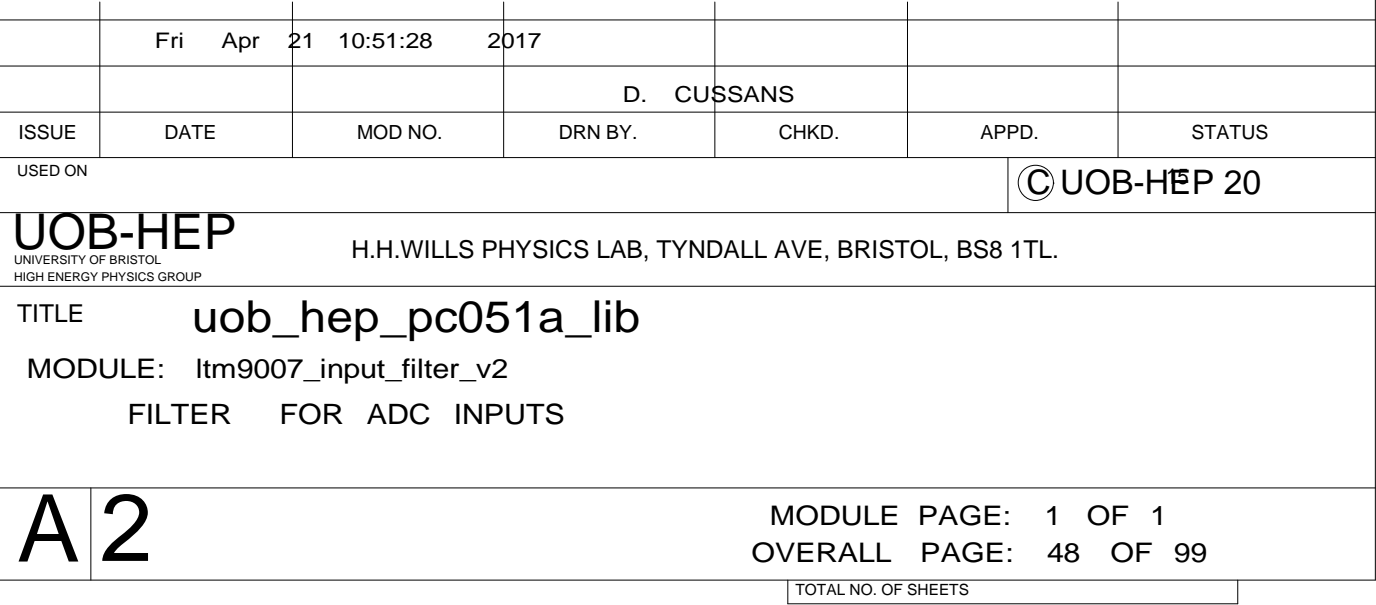 Fri Apr 21 10:51:28 2017
D. CUSSANS
ISSUE DATE MOD NO. DRN BY. CHKD. APPD. STATUS
USED ON
© UOB-HEP 20 15
UOB-HEP
UNIVERSITY OF BRISTOL
HIGH ENERGY PHYSICS GROUP
H.H.WILLS PHYSICS LAB, TYNDALL AVE, BRISTOL, BS8 1TL.
TITLE uob_hep_pc051a_lib
MODULE: ltm9007_input_filter_v2
FILTER FOR ADC INPUTS
A 2
MODULE PAGE: 1 OF 1
OVERALL PAGE: 48 OF 99
TOTAL NO. OF SHEETS